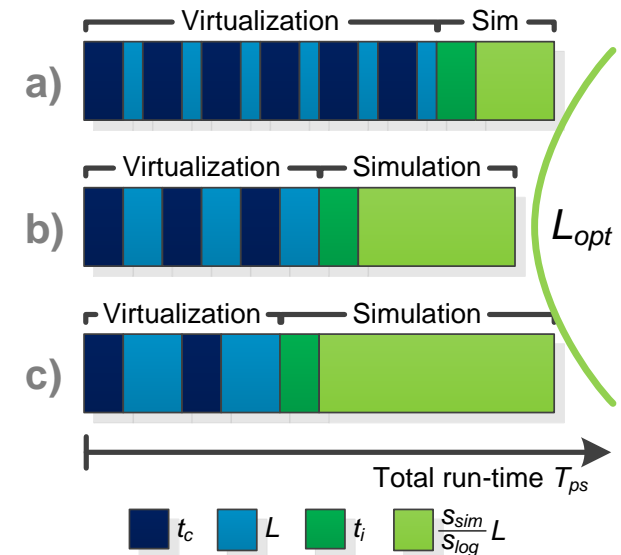 Virtualization Sim
a)
Virtualization Simulation
b)
L_opt
Virtualization Simulation
c)
Total run-time T_ps
t_c L t_i s_sim/s_log L